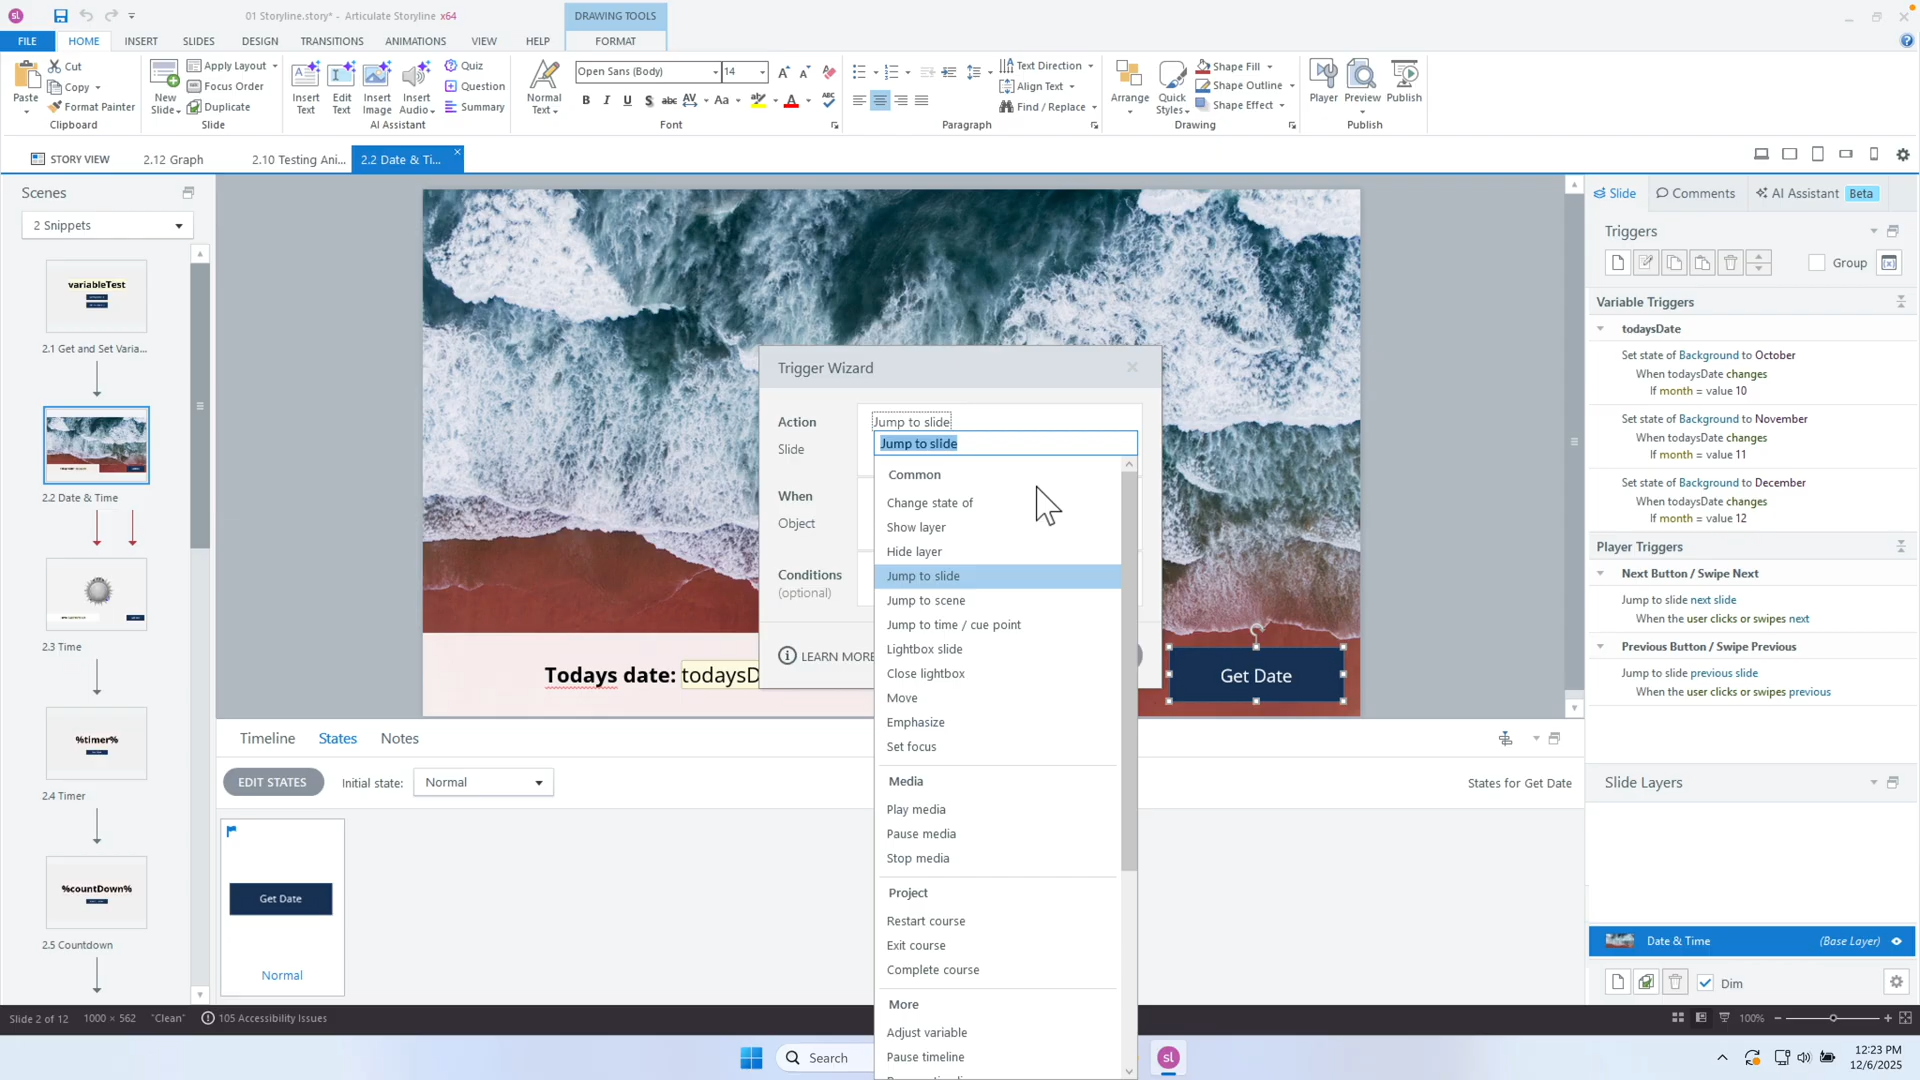 01 Storyline.story* - Articulate Storyline x64
DRAWING TOOLS
FILE HOME INSERT SLIDES DESIGN TRANSITIONS ANIMATIONS VIEW HELP FORMAT
Paste
Cut
Copy
Format Painter
Clipboard
New Slide
Apply Layout
Focus Order
Duplicate
Slide
Insert Text
Edit Text
Insert Image
Insert Audio
Quiz
Question
Summary
AI Assistant
Normal Text
Open Sans (Body) 14
B I U S abc AV Aa A ABC
Font
Text Direction
Align Text
Find / Replace
Paragraph
Arrange
Quick Styles
Shape Fill
Shape Outline
Shape Effect
Drawing
Player
Preview
Publish
Publish
STORY VIEW
2.12 Graph
2.10 Testing Ani...
2.2 Date & Ti...
Scenes
2 Snippets
variableTest
2.1 Get and Set Varia...
2.2 Date & Time
2.3 Time
%timer%
2.4 Timer
%countDown%
2.5 Countdown
Todays date: todaysD
Get Date
Trigger Wizard
Action
Jump to slide
Slide
When
Object
Conditions
(optional)
LEARN MORE
Jump to slide
Common
Change state of
Show layer
Hide layer
Jump to slide
Jump to scene
Jump to time / cue point
Lightbox slide
Close lightbox
Move
Emphasize
Set focus
Media
Play media
Pause media
Stop media
Project
Restart course
Exit course
Complete course
More
Adjust variable
Pause timeline
Timeline States Notes
EDIT STATES
Initial state:
Normal
States for Get Date
Get Date
Normal
Slide
Comments
AI Assistant
Beta
Triggers
Group
Variable Triggers
todaysDate
Set state of Background to October
When todaysDate changes
If month = value 10
Set state of Background to November
When todaysDate changes
If month = value 11
Set state of Background to December
When todaysDate changes
If month = value 12
Player Triggers
Next Button / Swipe Next
Jump to slide next slide
When the user clicks or swipes next
Previous Button / Swipe Previous
Jump to slide previous slide
When the user clicks or swipes previous
Slide Layers
Date & Time
(Base Layer)
Dim
Slide 2 of 12
1000 × 562
"Clean"
105 Accessibility Issues
100%
Search
sl
12:23 PM
12/6/2025